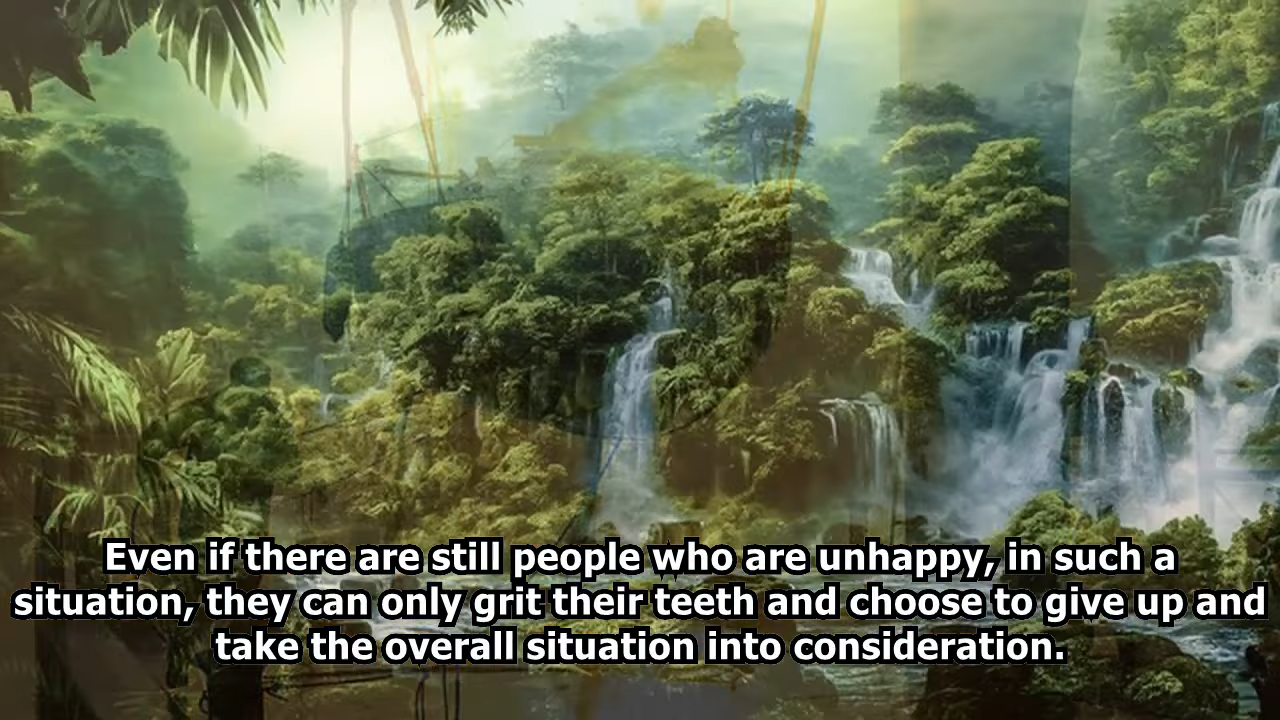 Even if there are still people who are unhappy, in such a
situation, they can only grit their teeth and choose to give up and
take the overall situation into consideration.